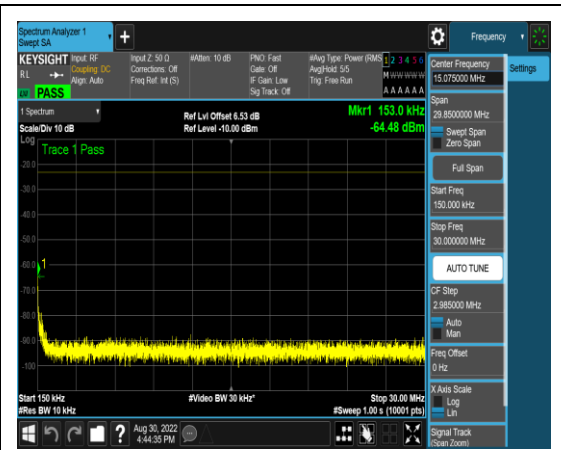 Spectrum Analyzer 1
Swept SA
+
Frequency
KEYSIGHT
RL
PASS
Input: RF
Coupling: DC
Align: Auto
Input Z: 50 Ω
Corrections: Off
Freq Ref: Int (S)
#Atten: 10 dB
PNO: Fast
Gate: Off
IF Gain: Low
Sig Track: Off
#Avg Type: Power (RMS
Avg|Hold: 5/5
Trig: Free Run
1 2 3 4 5 6
M W W W W W
A A A A A A
1 Spectrum
Scale/Div 10 dB
Log
Ref Lvl Offset 6.53 dB
Ref Level -10.00 dBm
Mkr1 153.0 kHz
-64.48 dBm
Trace 1 Pass
-20.0
-30.0
-40.0
-50.0
-60.0
-70.0
-80.0
-90.0
-100
1
Start 150 kHz
#Res BW 10 kHz
#Video BW 30 kHz*
Stop 30.00 MHz
#Sweep 1.00 s (10001 pts)
?
Aug 30, 2022
4:44:35 PM
Center Frequency
15.075000 MHz
Settings
Span
29.8500000 MHz
Swept Span
Zero Span
Full Span
Start Freq
150.000 kHz
Stop Freq
30.000000 MHz
AUTO TUNE
CF Step
2.985000 MHz
Auto
Man
Freq Offset
0 Hz
X Axis Scale
Log
Lin
Signal Track
(Span Zoom)